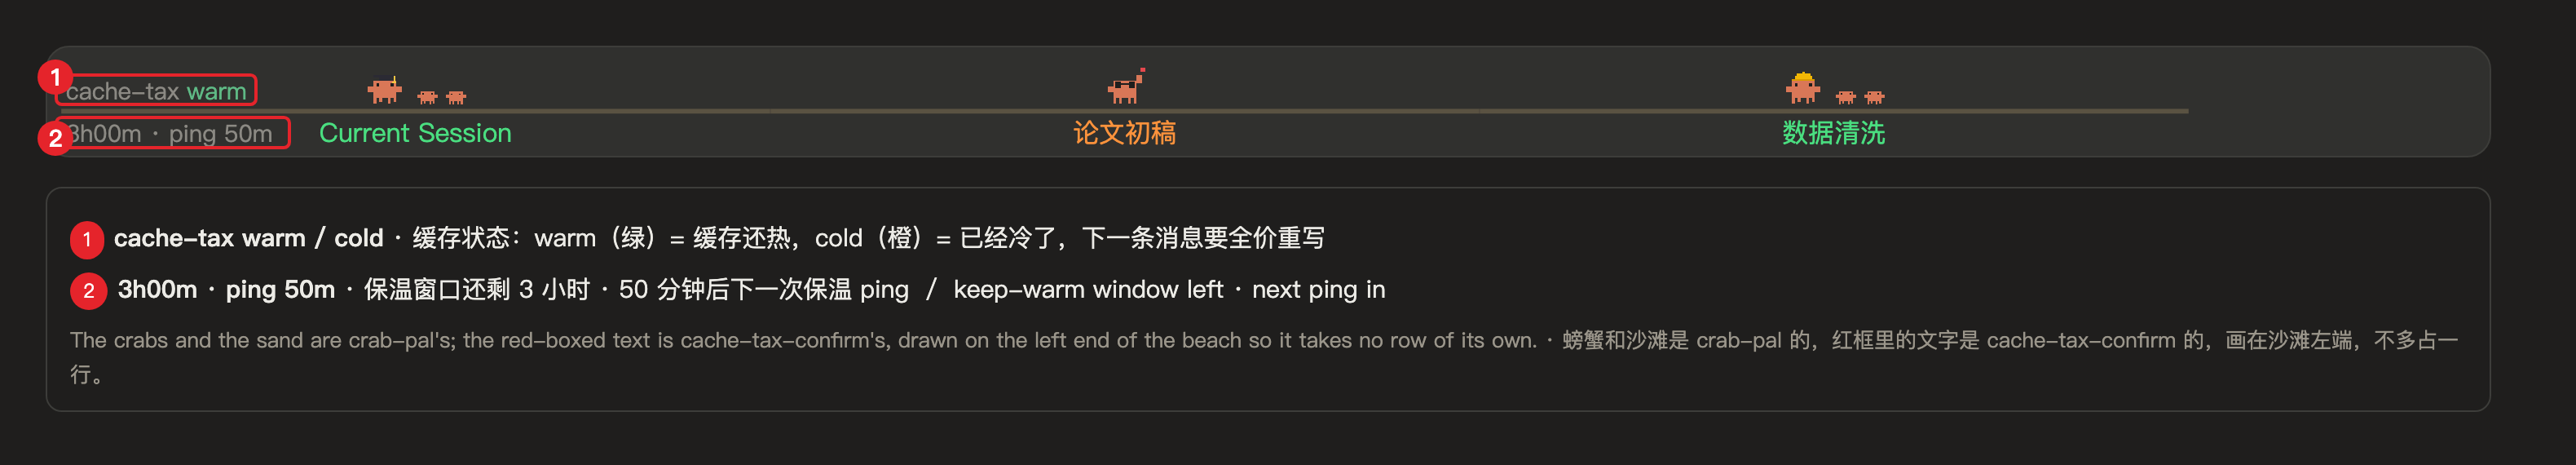 1
cache-tax warm
2
3h00m · ping 50m
Current Session
论文初稿
数据清洗
1 cache-tax warm / cold · 缓存状态：warm（绿）= 缓存还热，cold（橙）= 已经冷了，下一条消息要全价重写
2 3h00m · ping 50m · 保温窗口还剩 3 小时 · 50 分钟后下一次保温 ping / keep-warm window left · next ping in
The crabs and the sand are crab-pal's; the red-boxed text is cache-tax-confirm's, drawn on the left end of the beach so it takes no row of its own. · 螃蟹和沙滩是 crab-pal 的，红框里的文字是 cache-tax-confirm 的，画在沙滩左端，不多占一
行。